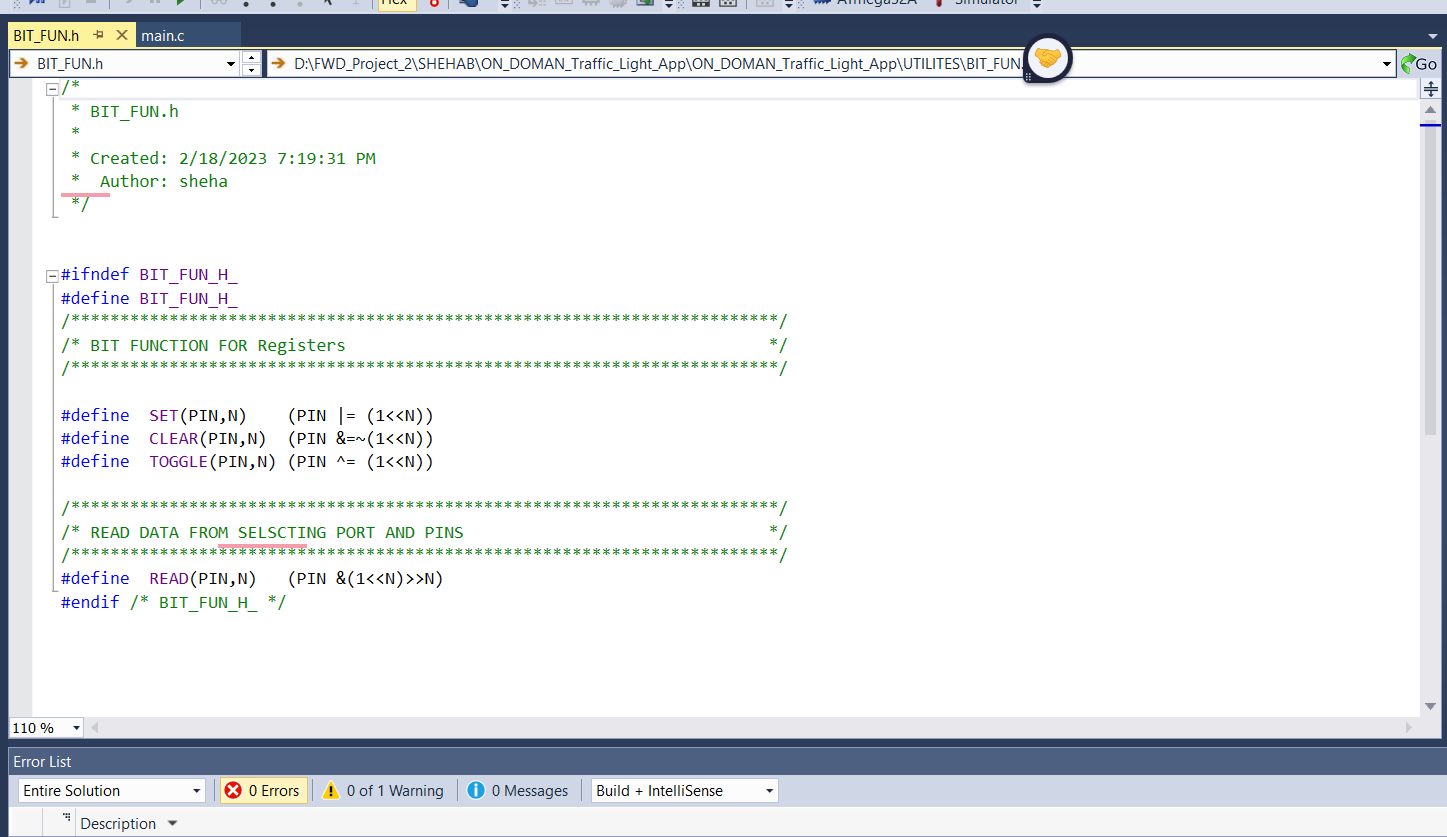 Hex
ATmega32A
Simulator
BIT_FUN.h
main.c
BIT_FUN.h
D:\FWD_Project_2\SHEHAB\ON_DOMAN_Traffic_Light_App\ON_DOMAN_Traffic_Light_App\UTILITES\BIT_FUN.
Go
/*
* BIT_FUN.h
*
* Created: 2/18/2023 7:19:31 PM
*  Author: sheha
*/
#ifndef BIT_FUN_H_
#define BIT_FUN_H_
/************************************************************************/
/* BIT FUNCTION FOR Registers                                           */
/************************************************************************/
#define  SET(PIN,N)    (PIN |= (1<<N))
#define  CLEAR(PIN,N)  (PIN &=~(1<<N))
#define  TOGGLE(PIN,N) (PIN ^= (1<<N))
/************************************************************************/
/* READ DATA FROM SELSCTING PORT AND PINS                               */
/************************************************************************/
#define  READ(PIN,N)   (PIN &(1<<N)>>N)
#endif /* BIT_FUN_H_ */
110 %
Error List
Entire Solution
0 Errors
0 of 1 Warning
0 Messages
Build + IntelliSense
Description